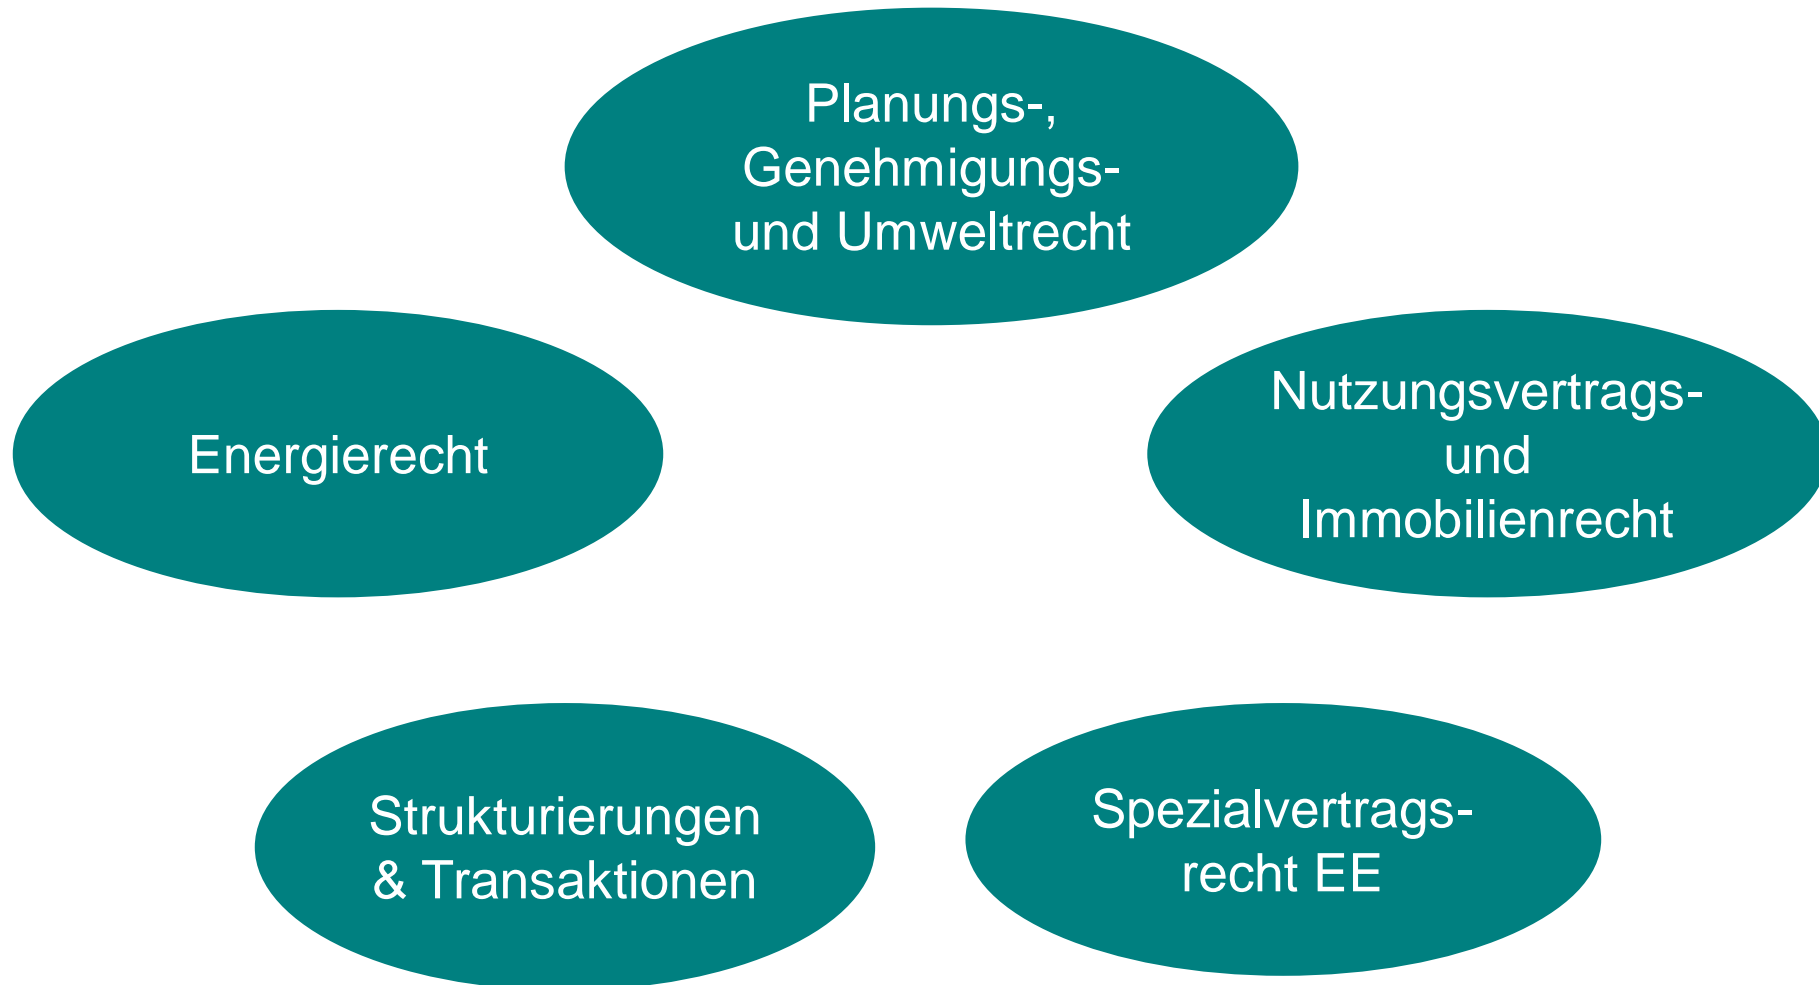 Planungs-,
Genehmigungs-
und Umweltrecht
Energierecht
Nutzungsvertrags-
und
Immobilienrecht
Strukturierungen
& Transaktionen
Spezialvertrags-
recht EE